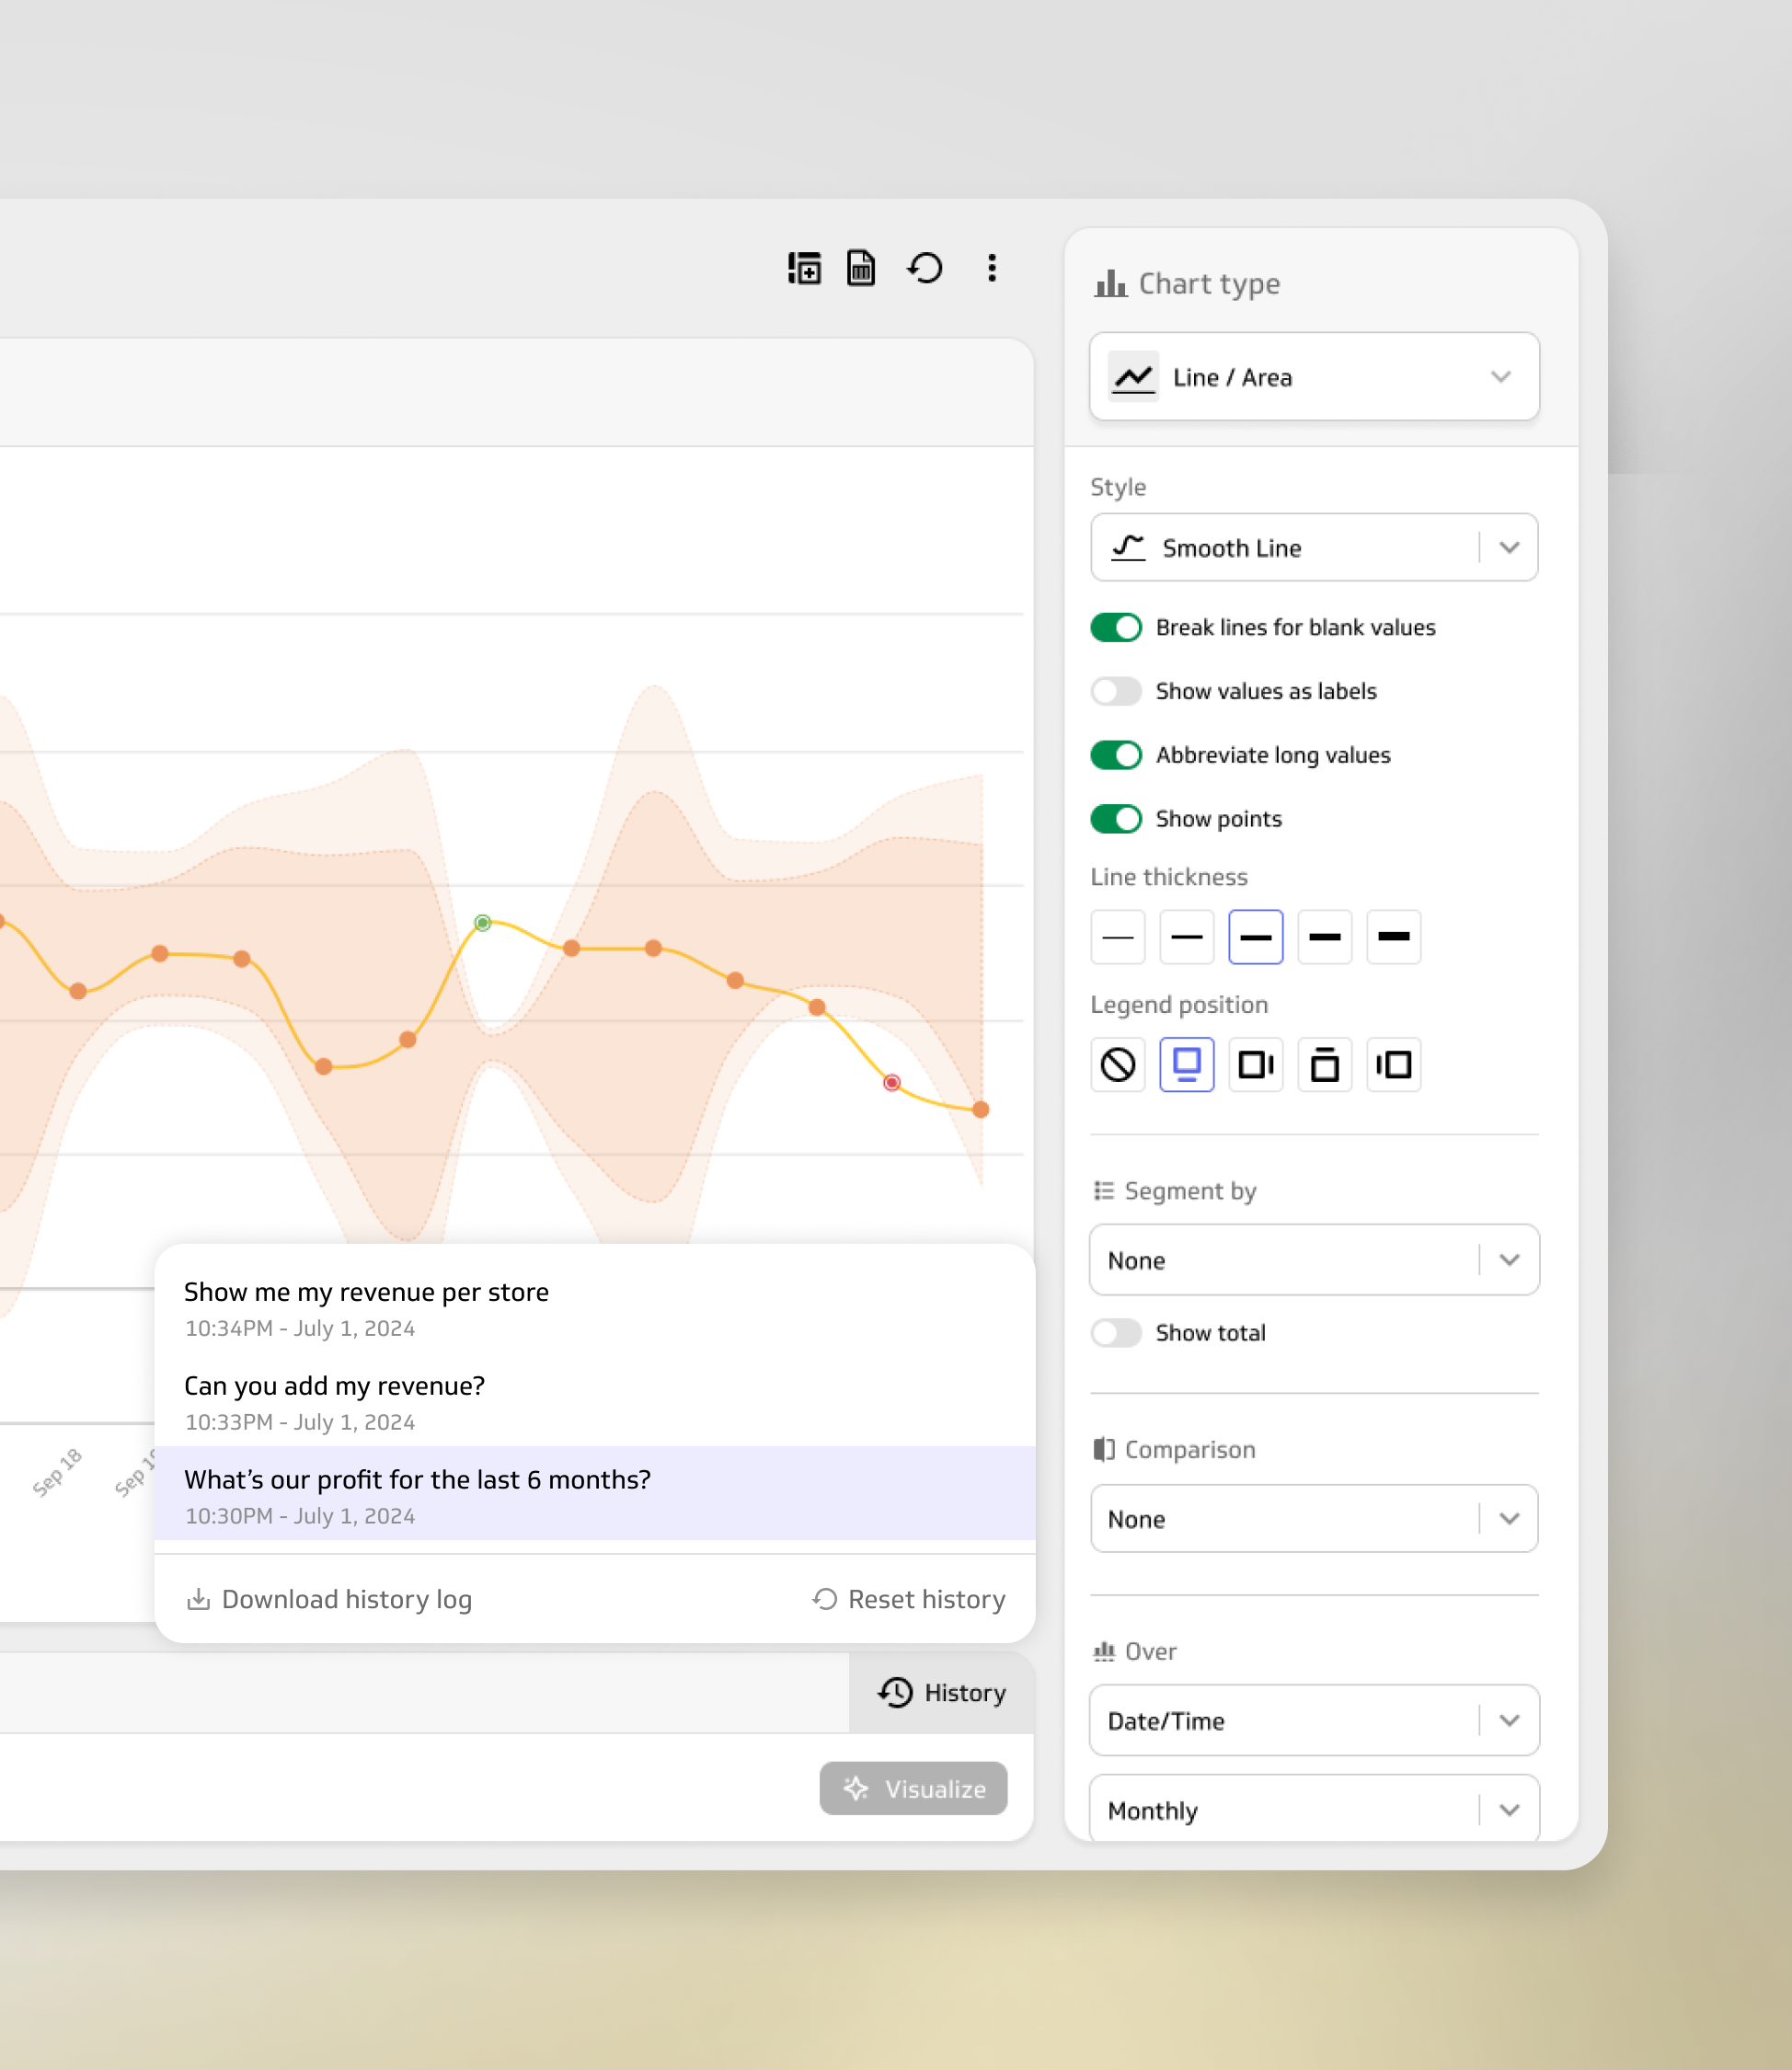 Chart type
Line / Area
Style
Smooth Line
Break lines for blank values
Show values as labels
Abbreviate long values
Show points
Line thickness
Legend position
Segment by
None
Show total
Comparison
None
Over
Date/Time
Monthly
Show me my revenue per store
10:34PM - July 1, 2024
Can you add my revenue?
10:33PM - July 1, 2024
What's our profit for the last 6 months?
10:30PM - July 1, 2024
Download history log
Reset history
Sep 18
Sep
History
Visualize